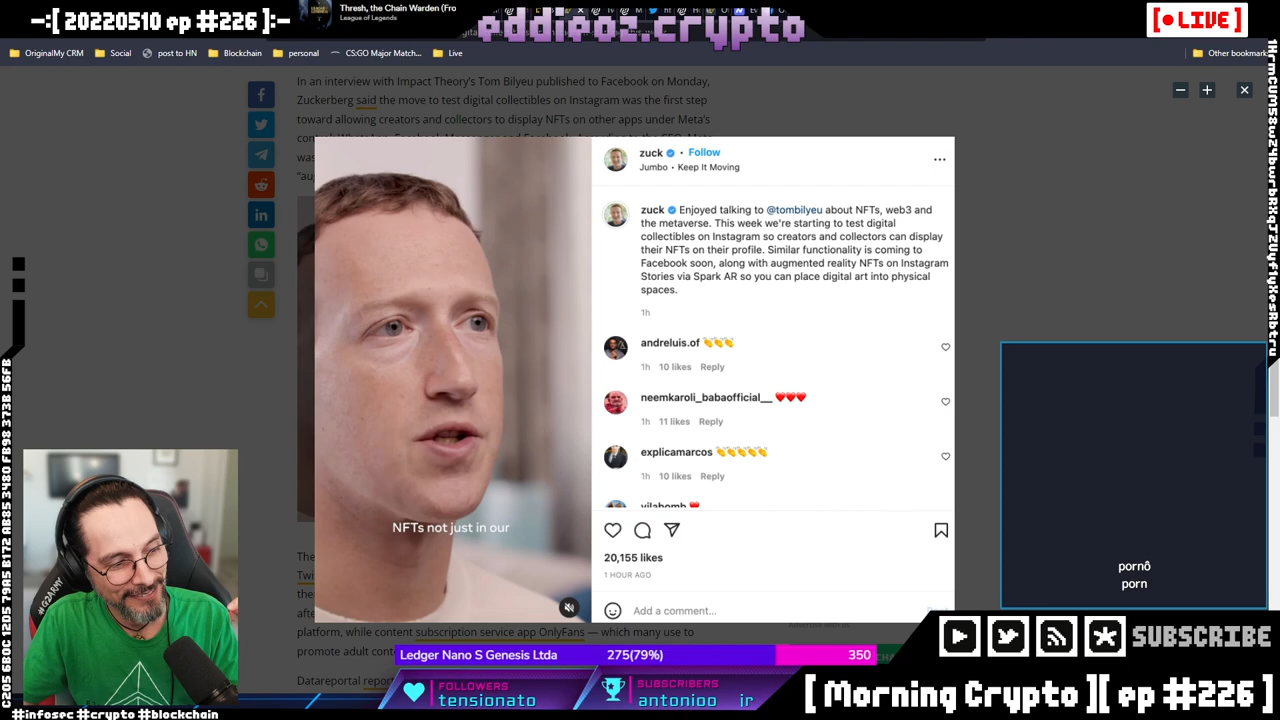 -:[ 20220510 ep #226 ]:-
Thresh, the Chain Warden (Fro
League of Legends
eddieoz.crypto
[ LIVE ]
OriginalMy CRM
Social
post to HN
Blockchain
personal
CS:GO Major Match...
Live
Other bookmark
In an interview with Impact Theory's Tom Bilyeu published to Facebook on Monday,
Zuckerberg said the move to test digital collectibles on Instagram was the first step
toward allowing creators and collectors to display NFTs on other apps under Meta's
zuck • Follow
Jumbo • Keep It Moving
zuck Enjoyed talking to @tombilyeu about NFTs, web3 and
the metaverse. This week we're starting to test digital
collectibles on Instagram so creators and collectors can display
their NFTs on their profile. Similar functionality is coming to
Facebook soon, along with augmented reality NFTs on Instagram
Stories via Spark AR so you can place digital art into physical
spaces.
1h
andreluis.of 👏👏👏
1h 10 likes Reply
neemkaroli_babaofficial__ ❤️❤️❤️
1h 11 likes Reply
explicamarcos 👏👏👏👏👏
1h 10 likes Reply
vilabomb ❤️
NFTs not just in our
20,155 likes
1 HOUR AGO
Add a comment...
pornô
porn
platform, while content subscription service app OnlyFans — which many use to
promote adult cont
Datareportal repor
Ledger Nano S Genesis Ltda 275(79%) 350
FOLLOWERS
tensionato
SUBSCRIBERS
antonioo jr
SUBSCRIBE
[ Morning Crypto ][ ep #226 ]
#infosec #crypto #blockchain